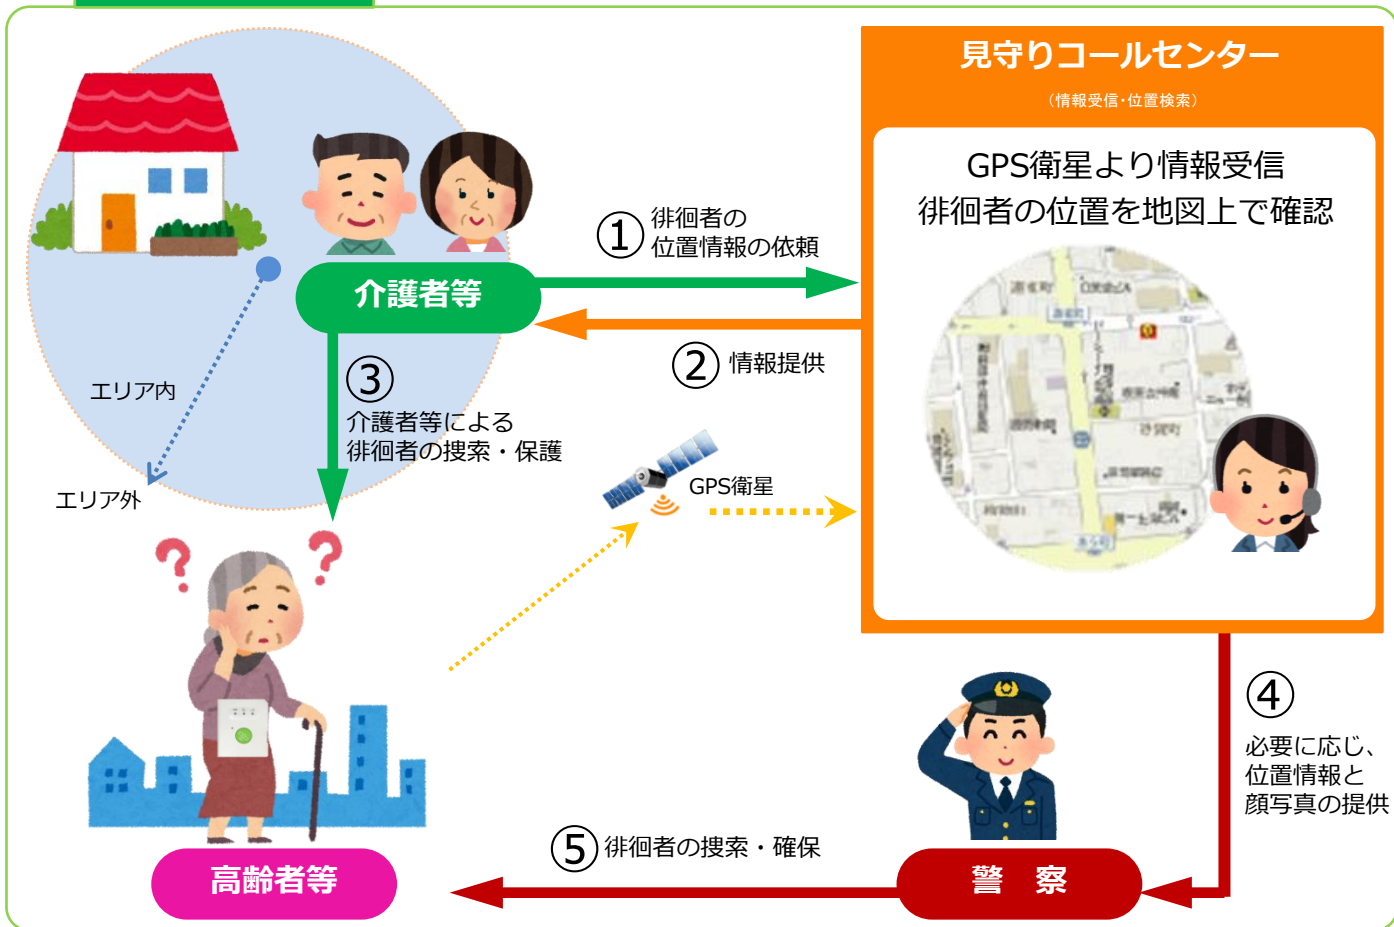 見守りコールセンター
（情報受信・位置検索）
GPS衛星より情報受信
徘徊者の位置を地図上で確認
①
徘徊者の
位置情報の依頼
介護者等
②
情報提供
③
介護者等による
徘徊者の捜索・保護
エリア内
エリア外
GPS衛星
?
?
④
必要に応じ、
位置情報と
顔写真の提供
⑤
徘徊者の捜索・確保
高齢者等
警 察